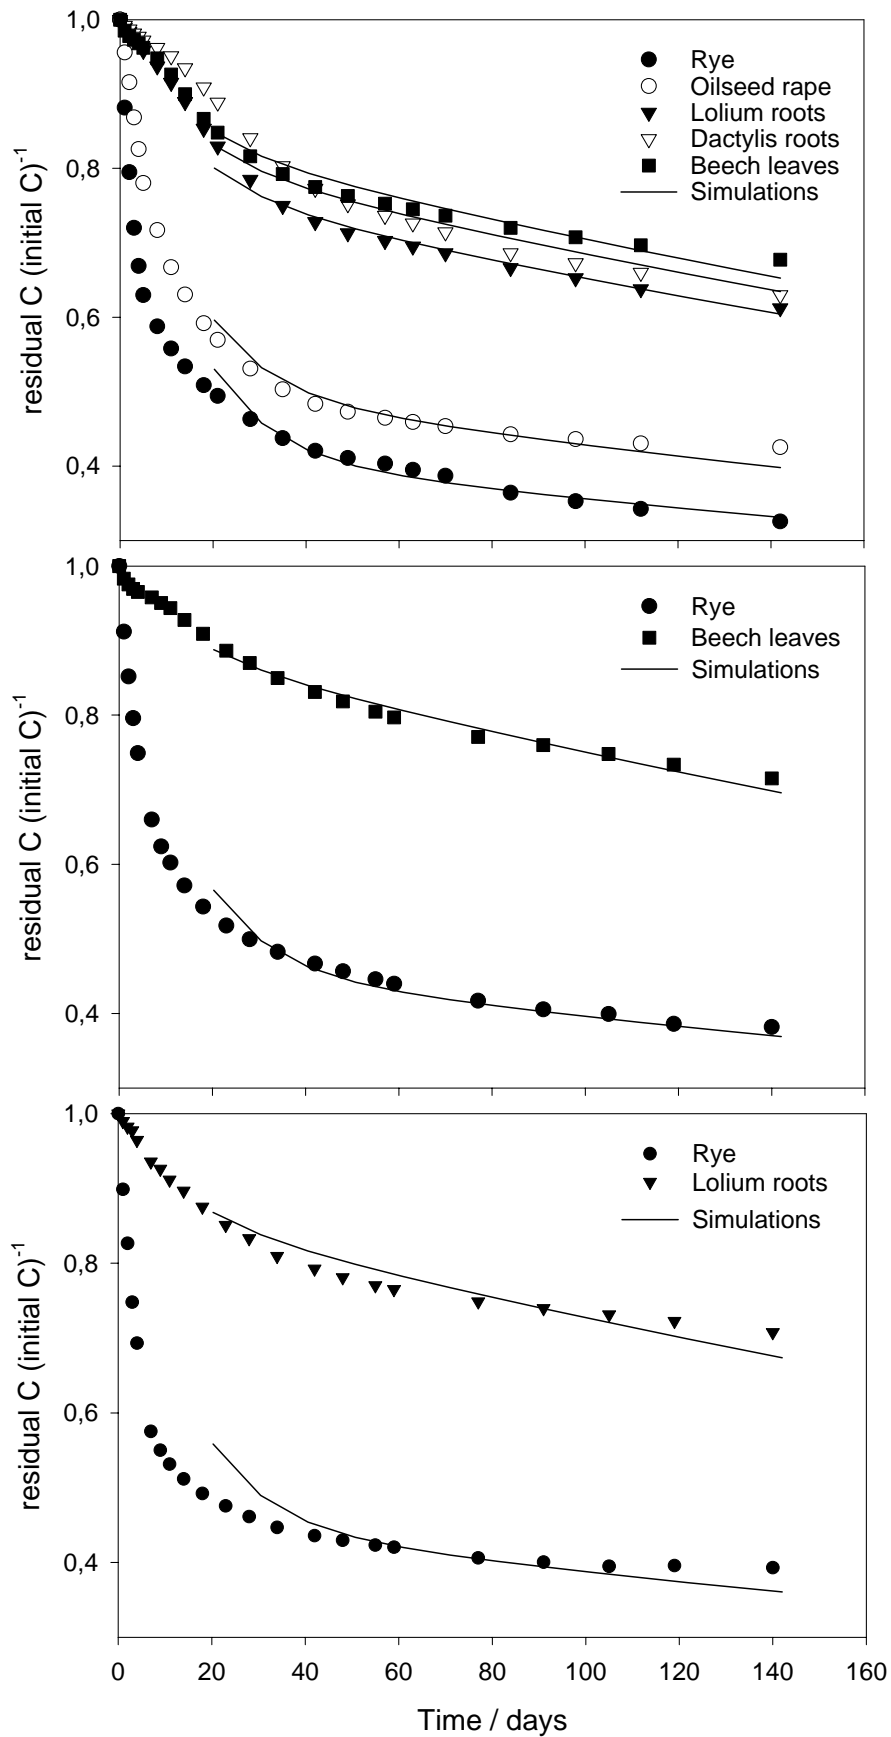 1,0
0,8
0,6
0,4
residual C (initial C)⁻¹
Rye
Oilseed rape
Lolium roots
Dactylis roots
Beech leaves
Simulations
1,0
0,8
0,6
0,4
residual C (initial C)⁻¹
Rye
Beech leaves
Simulations
1,0
0,8
0,6
0,4
residual C (initial C)⁻¹
Rye
Lolium roots
Simulations
0 20 40 60 80 100 120 140 160
Time / days